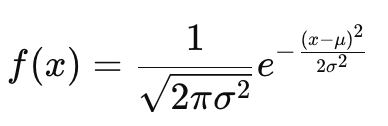 f(x) = \frac{1}{\sqrt{2\pi\sigma^2}} e^{-\frac{(x-\mu)^2}{2\sigma^2}}